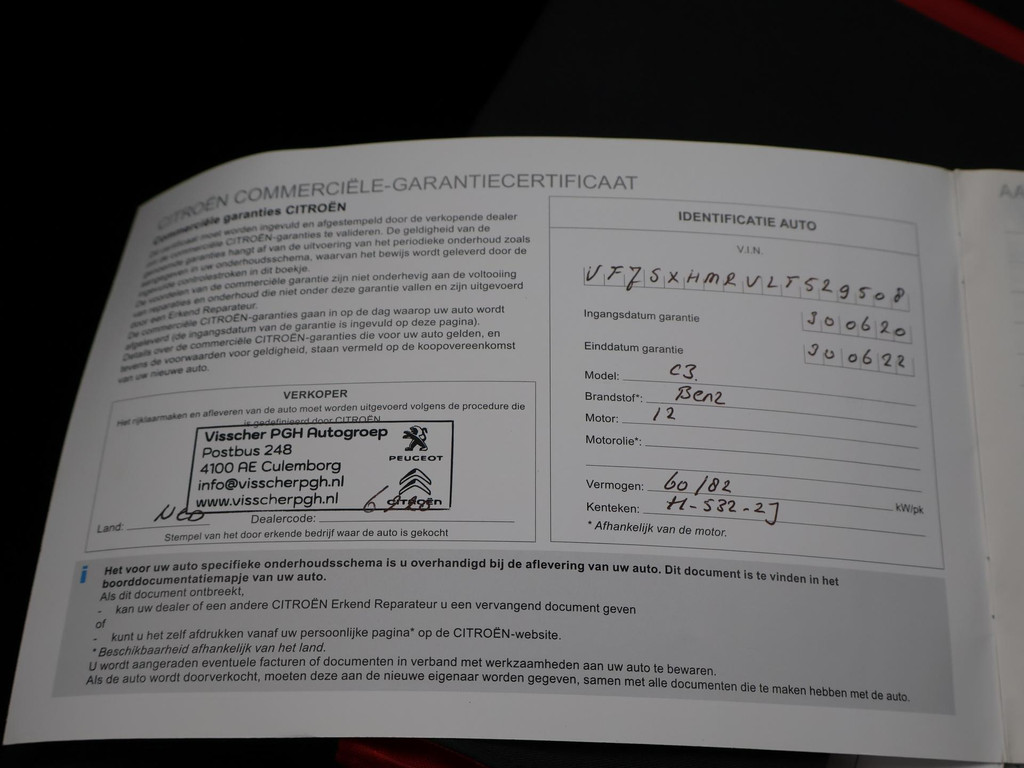 CITROËN COMMERCIËLE-GARANTIECERTIFICAAT
Commerciële garanties CITROËN
certificaat moet worden ingevuld en afgestempeld door de verkopende dealer
om de commerciële CITROËN-garanties te valideren. De geldigheid van de
genoemde garanties hangt af van de uitvoering van het periodieke onderhoud zoals
aangegeven in uw onderhoudsschema, waarvan het bewijs wordt geleverd door de
ingevulde controlestroken in dit boekje.
De voordelen van de commerciële garantie zijn niet onderhevig aan de voltooiing
van reparaties en onderhoud die niet onder deze garantie vallen en zijn uitgevoerd
door een Erkend Reparateur.
De commerciële CITROËN-garanties gaan in op de dag waarop uw auto wordt
afgeleverd (de ingangsdatum van de garantie is ingevuld op deze pagina).
Details over de commerciële CITROËN-garanties die voor uw auto gelden, en
tevens de voorwaarden voor geldigheid, staan vermeld op de koopovereenkomst
van uw nieuwe auto.
VERKOPER
Het rijklaarmaken en afleveren van de auto moet worden uitgevoerd volgens de procedure die
is gedefinieerd door CITROËN
Visscher PGH Autogroep
Postbus 248
4100 AE Culemborg
info@visscherpgh.nl
www.visscherpgh.nl
PEUGEOT
CITROËN
Land:
Dealercode:
Stempel van het door erkende bedrijf waar de auto is gekocht
IDENTIFICATIE AUTO
V.I.N.
VF7SXHMRVLT529508
Ingangsdatum garantie 300620
Einddatum garantie 300622
Model: C3.
Brandstof*: Benz
Motor: 12
Motorolie*:
Vermogen: 60/82 kW/pk
Kenteken: H-532-ZJ
* Afhankelijk van de motor.
i Het voor uw auto specifieke onderhoudsschema is u overhandigd bij de aflevering van uw auto. Dit document is te vinden in het
boorddocumentatiemapje van uw auto.
Als dit document ontbreekt,
- kan uw dealer of een andere CITROËN Erkend Reparateur u een vervangend document geven
of
- kunt u het zelf afdrukken vanaf uw persoonlijke pagina* op de CITROËN-website.
* Beschikbaarheid afhankelijk van het land.
U wordt aangeraden eventuele facturen of documenten in verband met werkzaamheden aan uw auto te bewaren.
Als de auto wordt doorverkocht, moeten deze aan de nieuwe eigenaar worden gegeven, samen met alle documenten die te maken hebben met de auto.
AA